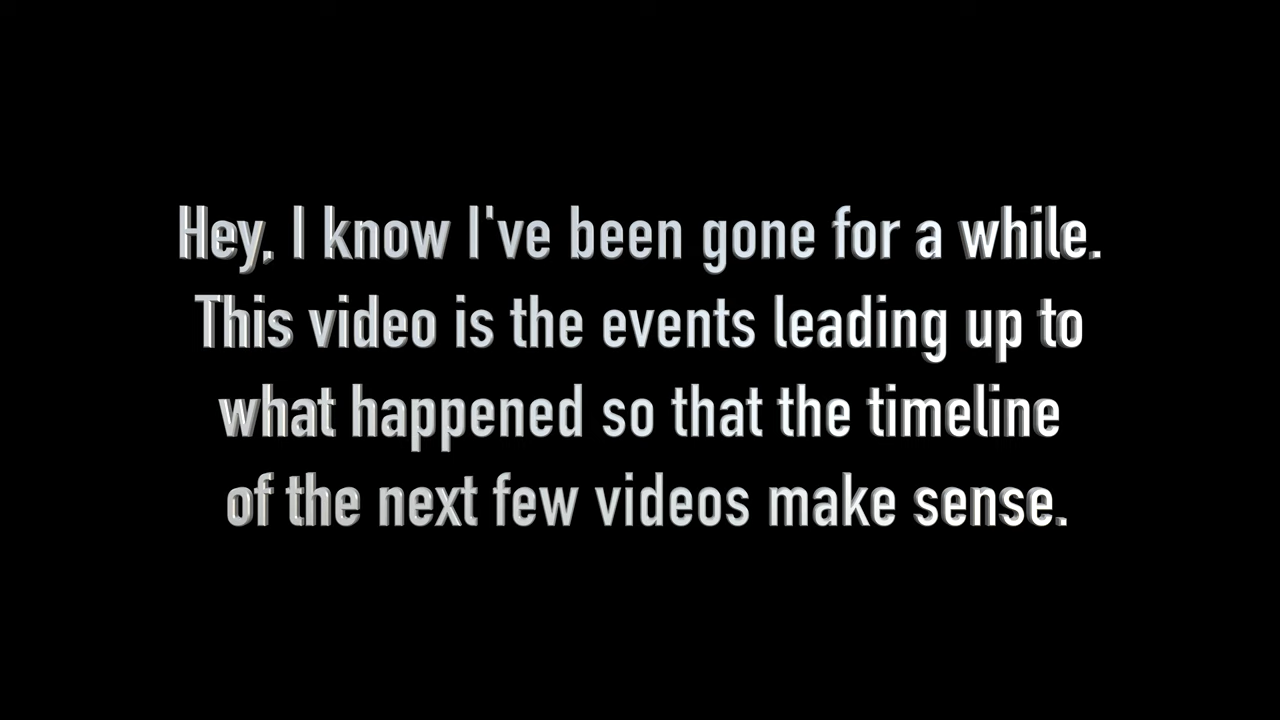 Hey, I know I've been gone for a while.
This video is the events leading up to
what happened so that the timeline
of the next few videos make sense.